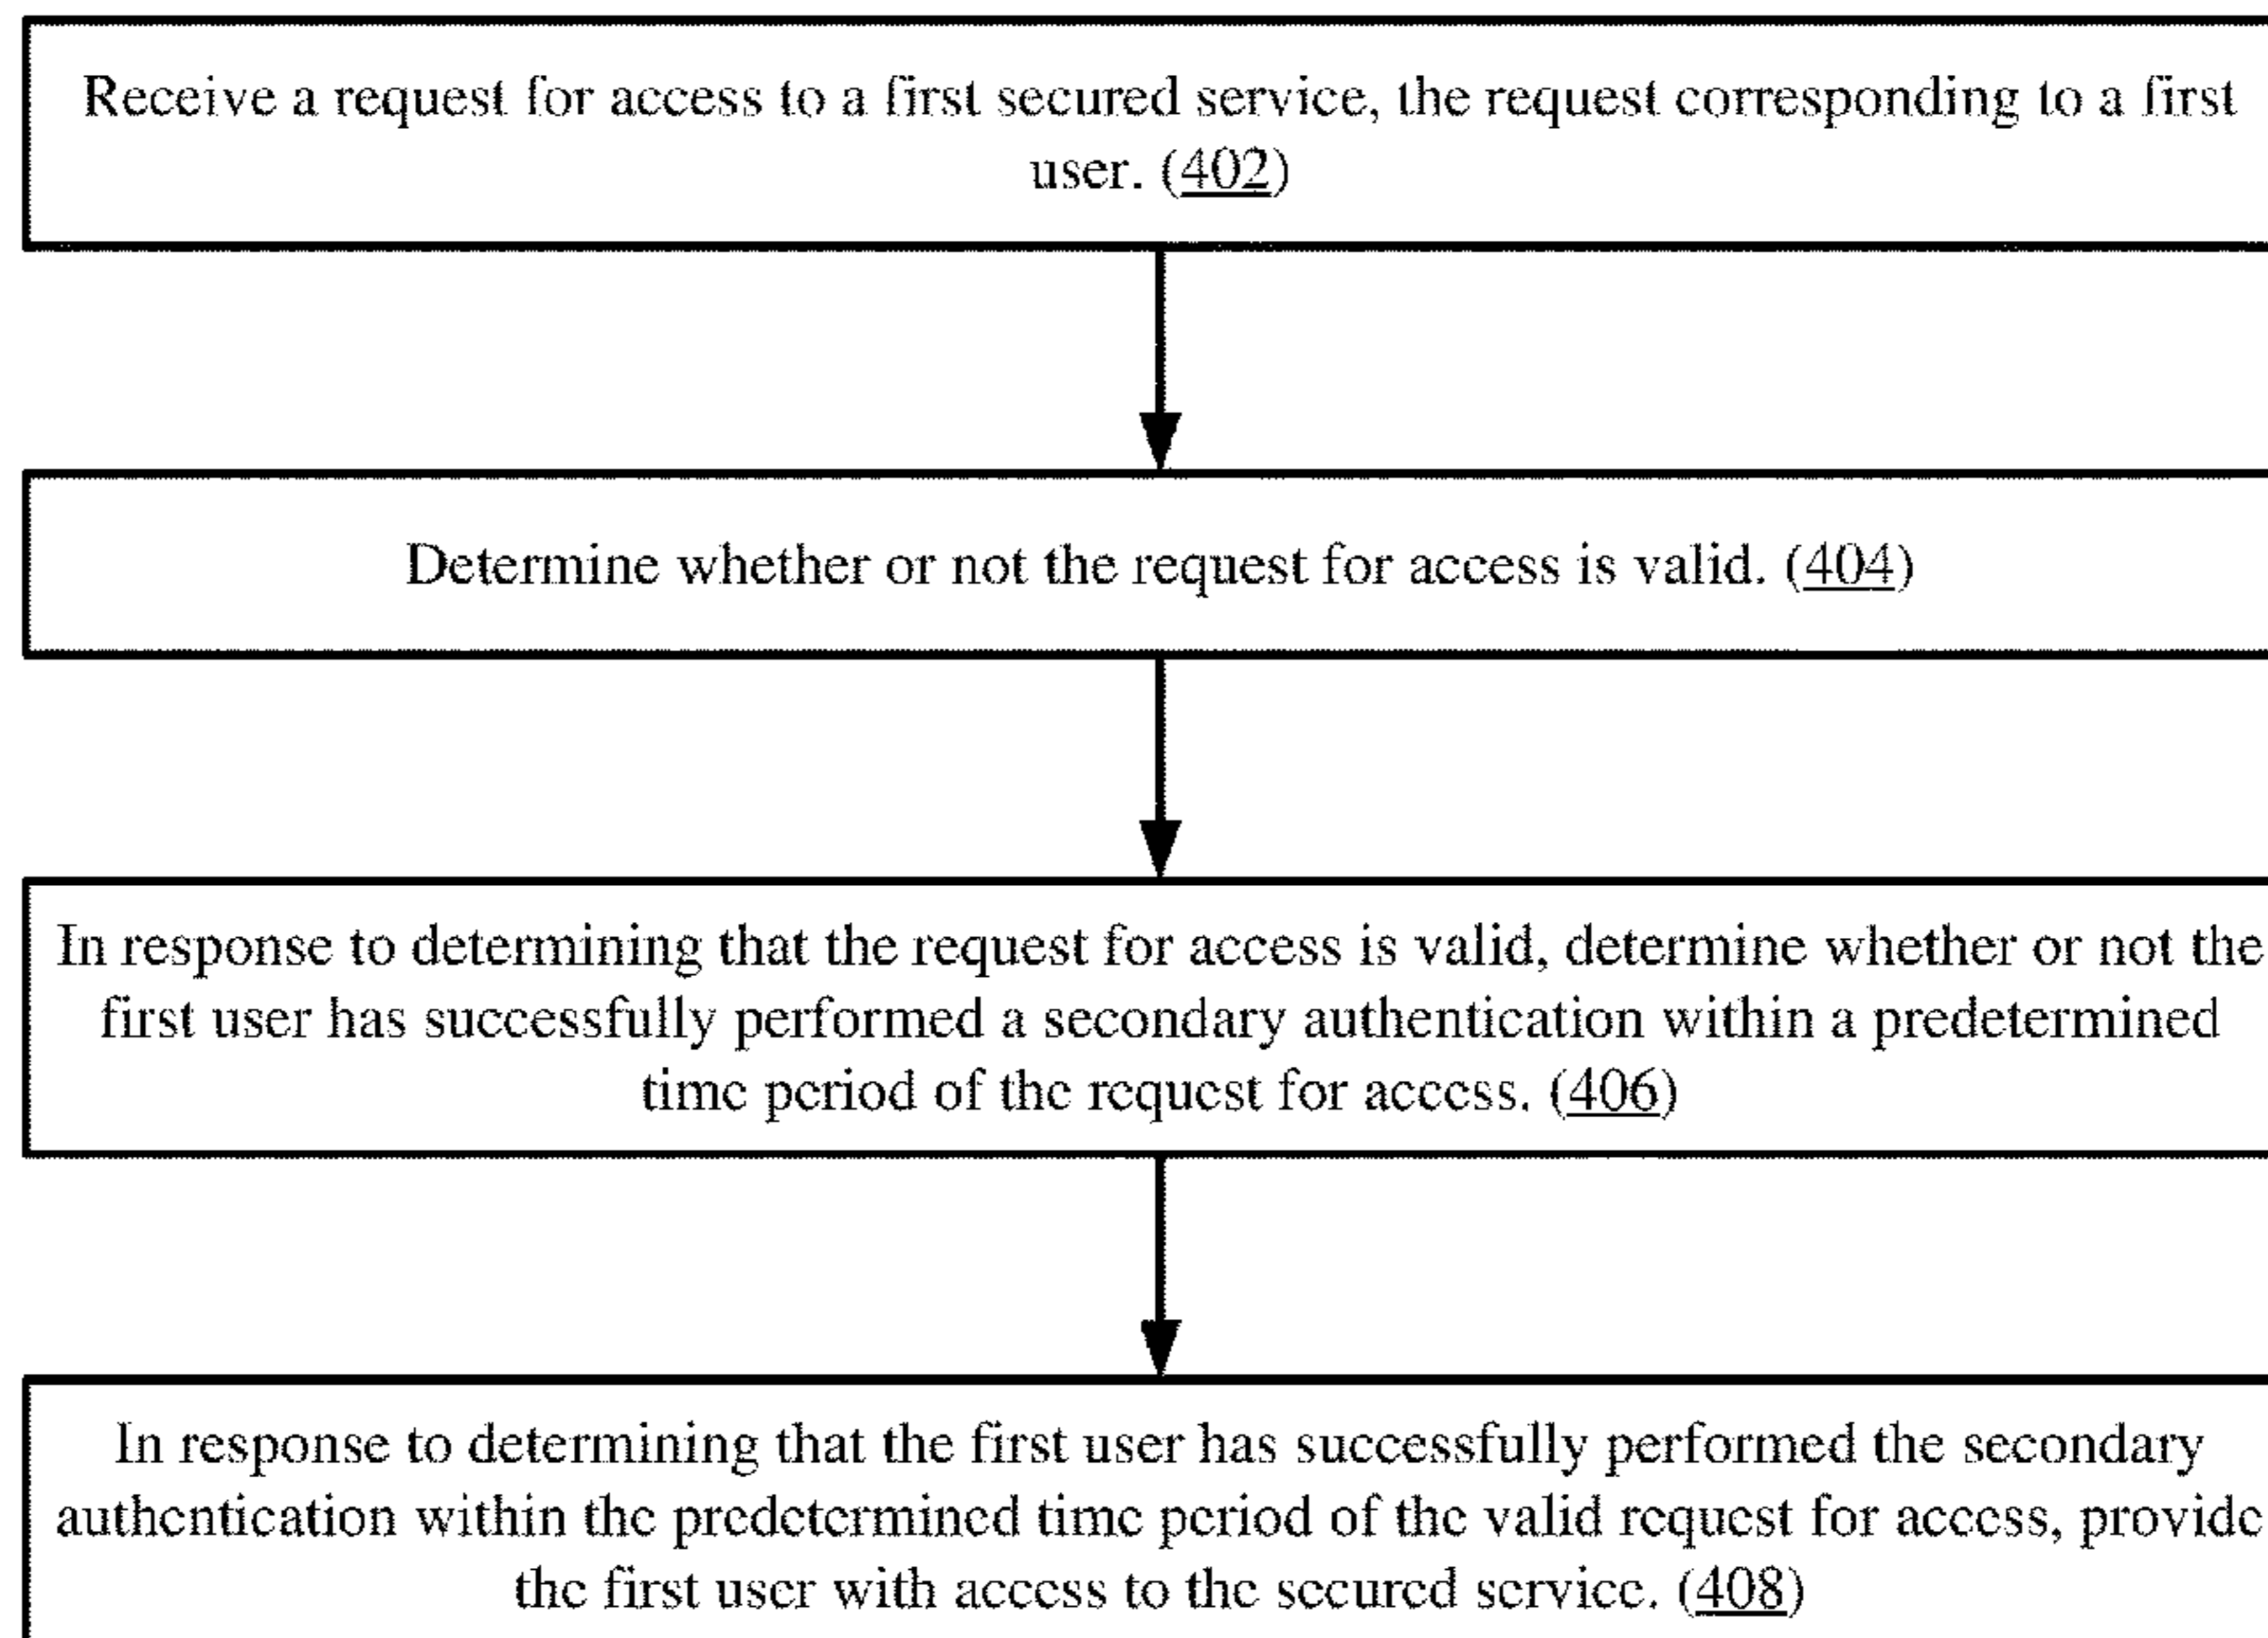 Receive a request for access to a first secured service, the request corresponding to a first
user. (402)
Determine whether or not the request for access is valid. (404)
In response to determining that the request for access is valid, determine whether or not the
first user has successfully performed a secondary authentication within a predetermined
time period of the request for access. (406)
In response to determining that the first user has successfully performed the secondary
authentication within the predetermined time period of the valid request for access, provide
the first user with access to the secured service. (408)